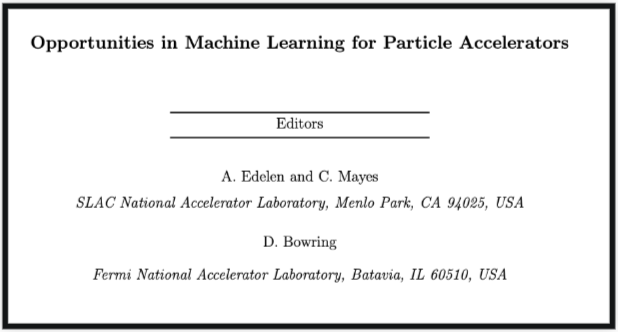 Opportunities in Machine Learning for Particle Accelerators
Editors
A. Edelen and C. Mayes
SLAC National Accelerator Laboratory, Menlo Park, CA 94025, USA
D. Bowring
Fermi National Accelerator Laboratory, Batavia, IL 60510, USA